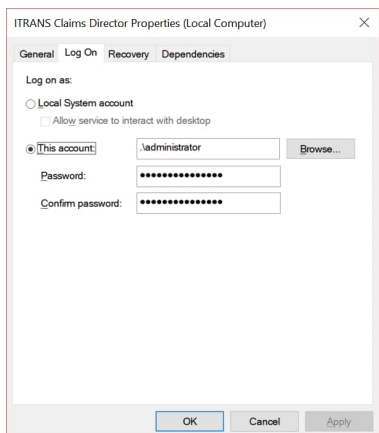 ITRANS Claims Director Properties (Local Computer)
General Log On Recovery Dependencies
Log on as:
Local System account
Allow service to interact with desktop
This account: .\administrator Browse...
Password: •••••••••••••••
Confirm password: •••••••••••••••
OK Cancel Apply